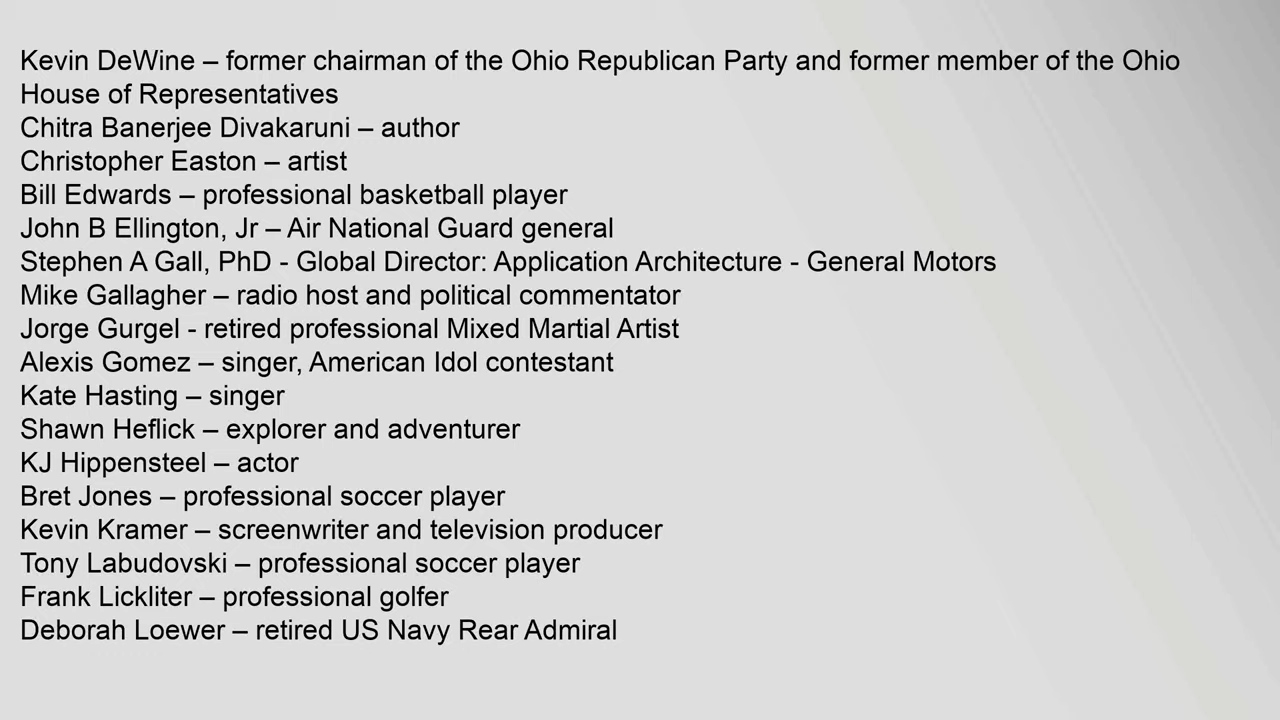 Kevin DeWine – former chairman of the Ohio Republican Party and former member of the Ohio
House of Representatives
Chitra Banerjee Divakaruni – author
Christopher Easton – artist
Bill Edwards – professional basketball player
John B Ellington, Jr – Air National Guard general
Stephen A Gall, PhD - Global Director: Application Architecture - General Motors
Mike Gallagher – radio host and political commentator
Jorge Gurgel - retired professional Mixed Martial Artist
Alexis Gomez – singer, American Idol contestant
Kate Hasting – singer
Shawn Heflick – explorer and adventurer
KJ Hippensteel – actor
Bret Jones – professional soccer player
Kevin Kramer – screenwriter and television producer
Tony Labudovski – professional soccer player
Frank Lickliter – professional golfer
Deborah Loewer – retired US Navy Rear Admiral